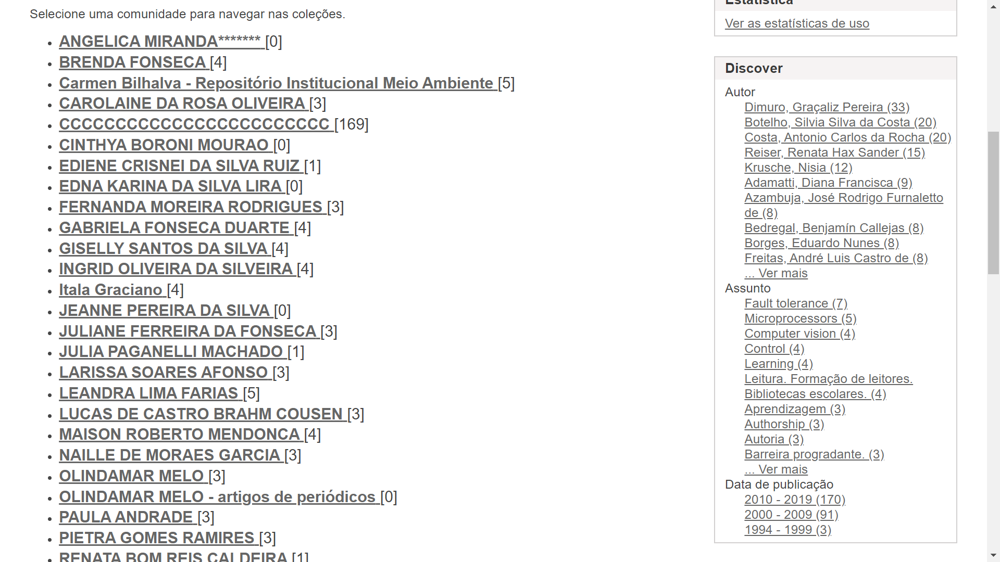 Selecione uma comunidade para navegar nas coleções.
ANGELICA MIRANDA******* [0]
BRENDA FONSECA [4]
Carmen Bilhalva - Repositório Institucional Meio Ambiente [5]
CAROLAINE DA ROSA OLIVEIRA [3]
CCCCCCCCCCCCCCCCCCCCCCCC [169]
CINTHYA BORONI MOURAO [0]
EDIENE CRISNEI DA SILVA RUIZ [1]
EDNA KARINA DA SILVA LIRA [0]
FERNANDA MOREIRA RODRIGUES [3]
GABRIELA FONSECA DUARTE [4]
GISELLY SANTOS DA SILVA [4]
INGRID OLIVEIRA DA SILVEIRA [4]
Itala Graciano [4]
JEANNE PEREIRA DA SILVA [0]
JULIANE FERREIRA DA FONSECA [3]
JULIA PAGANELLI MACHADO [1]
LARISSA SOARES AFONSO [3]
LEANDRA LIMA FARIAS [5]
LUCAS DE CASTRO BRAHM COUSEN [3]
MAISON ROBERTO MENDONCA [4]
NAILLE DE MORAES GARCIA [3]
OLINDAMAR MELO [3]
OLINDAMAR MELO - artigos de periódicos [0]
PAULA ANDRADE [3]
PIETRA GOMES RAMIRES [3]
RENATA BOM REIS CALDEIRA [1]
Estatística
Ver as estatísticas de uso
Discover
Autor
Dimuro, Graçaliz Pereira (33)
Botelho, Silvia Silva da Costa (20)
Costa, Antonio Carlos da Rocha (20)
Reiser, Renata Hax Sander (15)
Krusche, Nisia (12)
Adamatti, Diana Francisca (9)
Azambuja, José Rodrigo Furnaletto
de (8)
Bedregal, Benjamín Callejas (8)
Borges, Eduardo Nunes (8)
Freitas, André Luis Castro de (8)
... Ver mais
Assunto
Fault tolerance (7)
Microprocessors (5)
Computer vision (4)
Control (4)
Learning (4)
Leitura. Formação de leitores.
Bibliotecas escolares. (4)
Aprendizagem (3)
Authorship (3)
Autoria (3)
Barreira progradante. (3)
... Ver mais
Data de publicação
2010 - 2019 (170)
2000 - 2009 (91)
1994 - 1999 (3)